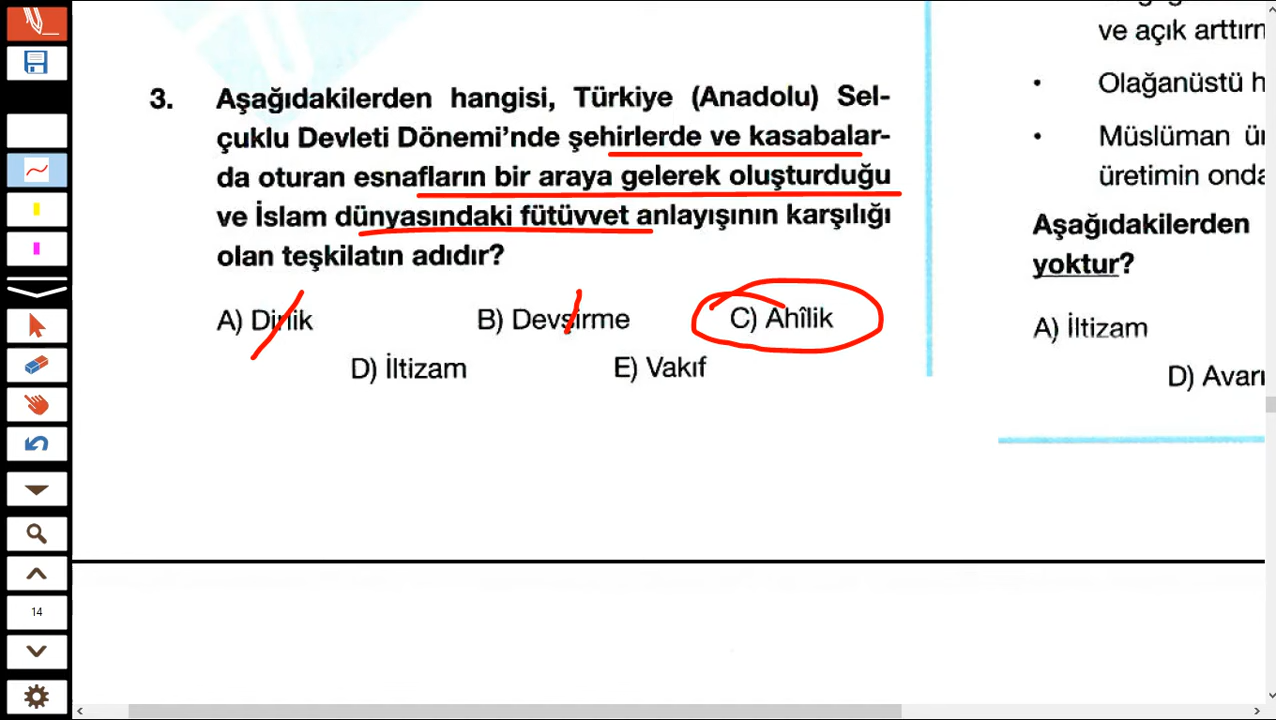 3. Aşağıdakilerden hangisi, Türkiye (Anadolu) Sel-
çuklu Devleti Dönemi'nde şehirlerde ve kasabalar-
da oturan esnafların bir araya gelerek oluşturduğu
ve İslam dünyasındaki fütüvvet anlayışının karşılığı
olan teşkilatın adıdır?
A) Dirlik B) Devşirme C) Ahîlik
D) İltizam E) Vakıf
ve açık arttırn
• Olağanüstü h
• Müslüman ür
üretimin onda
Aşağıdakilerden
yoktur?
A) İltizam
D) Avarı
14